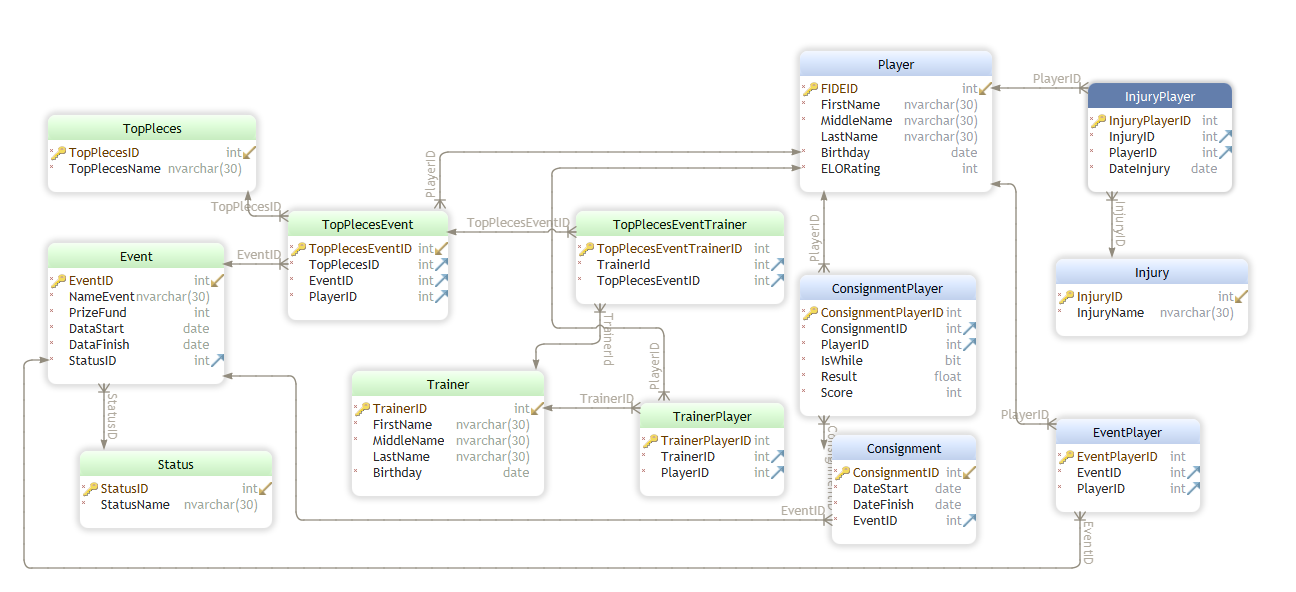 Player
FIDEID int
FirstName nvarchar(30)
MiddleName nvarchar(30)
LastName nvarchar(30)
Birthday date
ELORating int
PlayerID
InjuryPlayer
InjuryPlayerID int
InjuryID int
PlayerID int
DateInjury date
TopPleces
TopPlecesID int
TopPlecesName nvarchar(30)
PlayerID
TopPlecesID
TopPlecesEvent
TopPlecesEventID int
TopPlecesID int
EventID int
PlayerID int
TopPlecesEventID
TopPlecesEventTrainer
TopPlecesEventTrainerID int
TrainerId int
TopPlecesEventID int
PlayerID
InjuryID
Event
EventID int
NameEvent nvarchar(30)
PrizeFund int
DataStart date
DataFinish date
StatusID int
EventID
ConsignmentPlayer
ConsignmentPlayerID int
ConsignmentID int
PlayerID int
IsWhile bit
Result float
Score int
Injury
InjuryID int
InjuryName nvarchar(30)
TrainerId
PlayerID
Trainer
TrainerID int
FirstName nvarchar(30)
MiddleName nvarchar(30)
LastName nvarchar(30)
Birthday date
TrainerID
TrainerPlayer
TrainerPlayerID int
TrainerID int
PlayerID int
StatusID
Status
StatusID int
StatusName nvarchar(30)
EventID
ConsignmentID
Consignment
ConsignmentID int
DateStart date
DateFinish date
EventID int
PlayerID
EventPlayer
EventPlayerID int
EventID int
PlayerID int
EventID